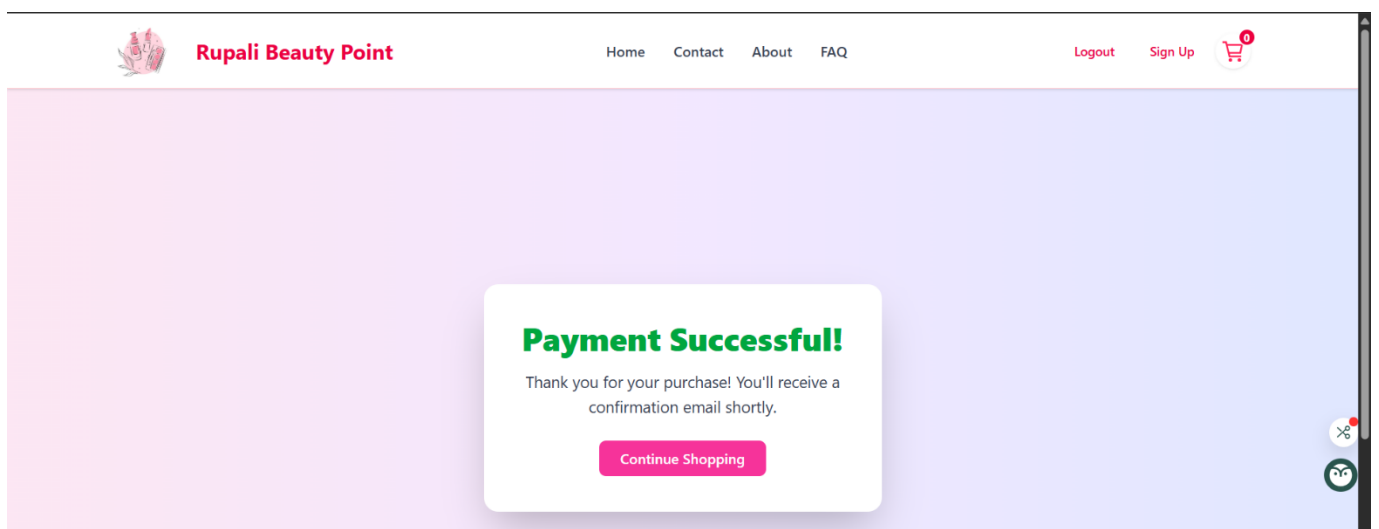 Rupali Beauty Point
Home Contact About FAQ
Logout Sign Up 0
Payment Successful!
Thank you for your purchase! You'll receive a
confirmation email shortly.
Continue Shopping